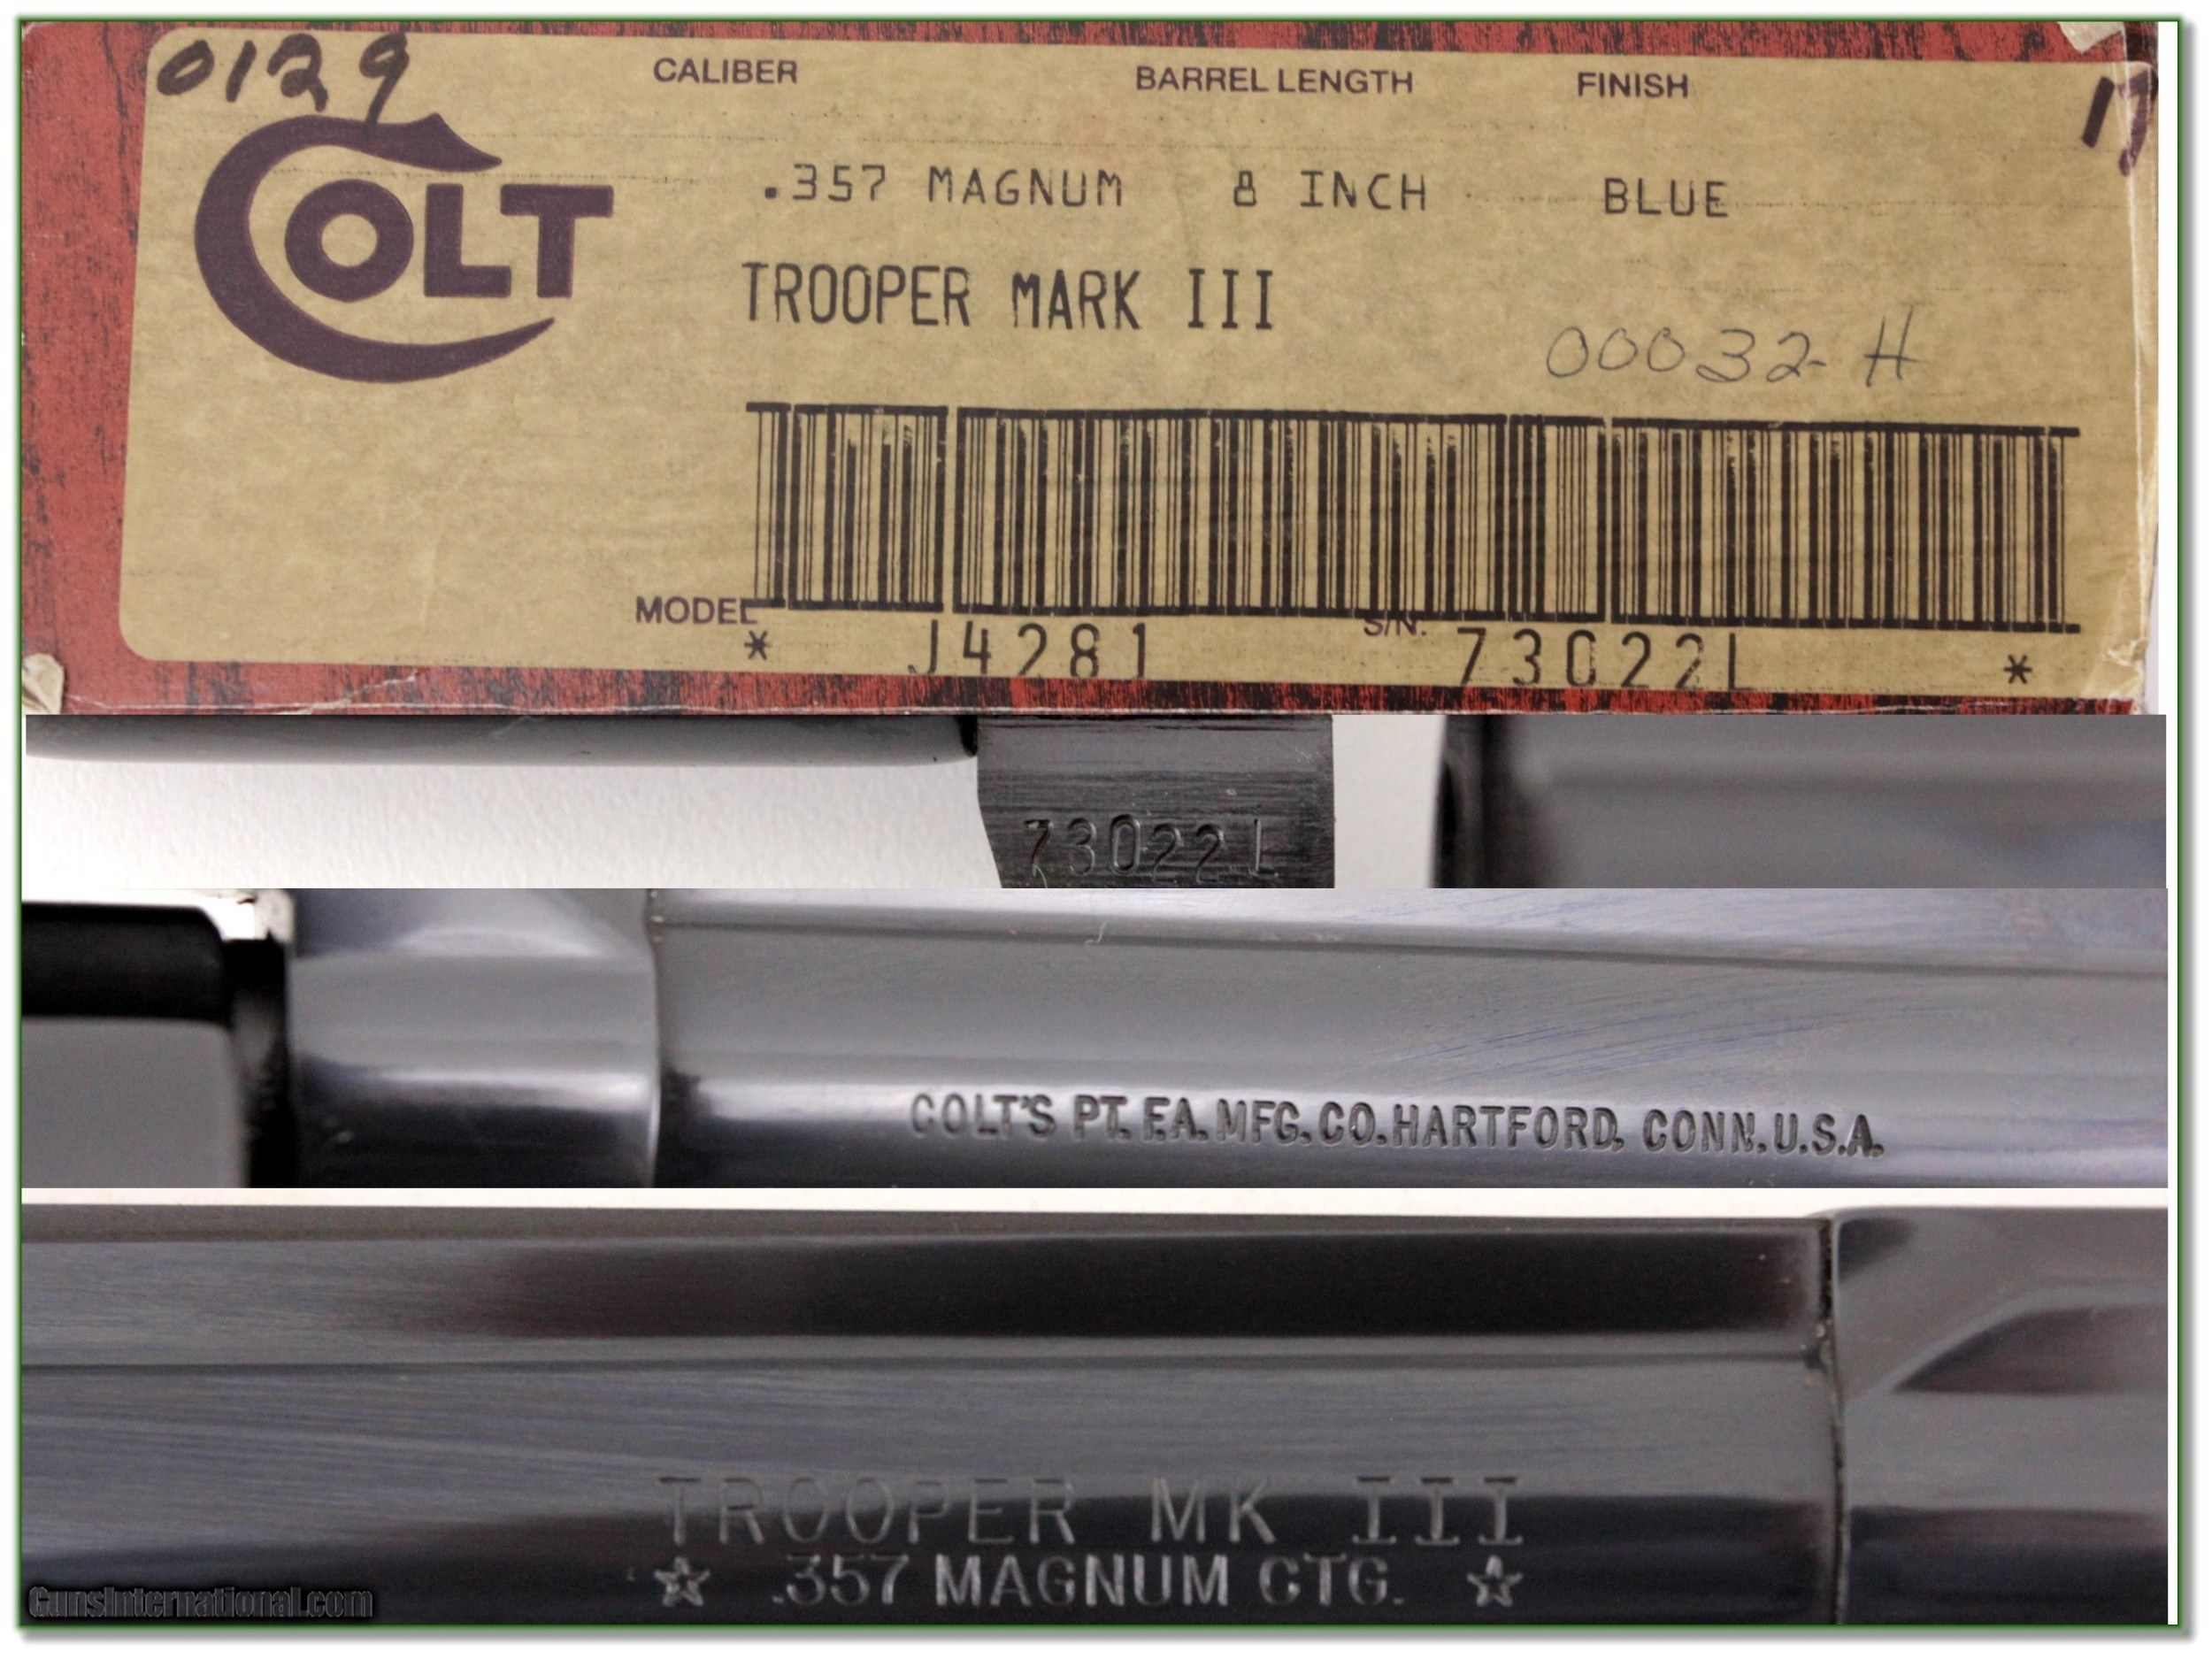 0129
COLT
CALIBER BARREL LENGTH FINISH
17
.357 MAGNUM 8 INCH BLUE
TROOPER MARK III
00032-H
MODEL S/N.
* J4281 73022L *
73022L
COLT'S PT. F.A. MFG. CO. HARTFORD, CONN. U.S.A.
TROOPER MK III
☆ .357 MAGNUM CTG. ☆
GunsInternational.com